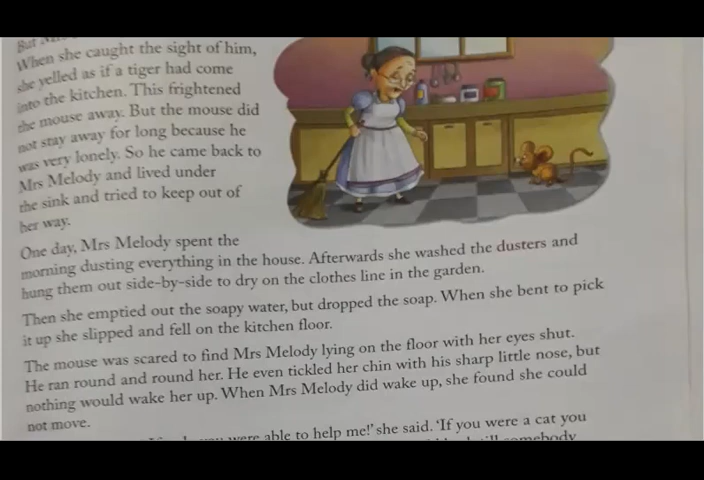 But
When she caught the sight of him,
she yelled as if a tiger had come
into the kitchen. This frightened
the mouse away. But the mouse did
not stay away for long because he
was very lonely. So he came back to
Mrs Melody and lived under
the sink and tried to keep out of
her way.
One day, Mrs Melody spent the
morning dusting everything in the house. Afterwards she washed the dusters and
hung them out side-by-side to dry on the clothes line in the garden.
Then she emptied out the soapy water, but dropped the soap. When she bent to pick
it up she slipped and fell on the kitchen floor.
The mouse was scared to find Mrs Melody lying on the floor with her eyes shut.
He ran round and round her. He even tickled her chin with his sharp little nose, but
nothing would wake her up. When Mrs Melody did wake up, she found she could
not move.
you were able to help me!' she said. 'If you were a cat you
somebody